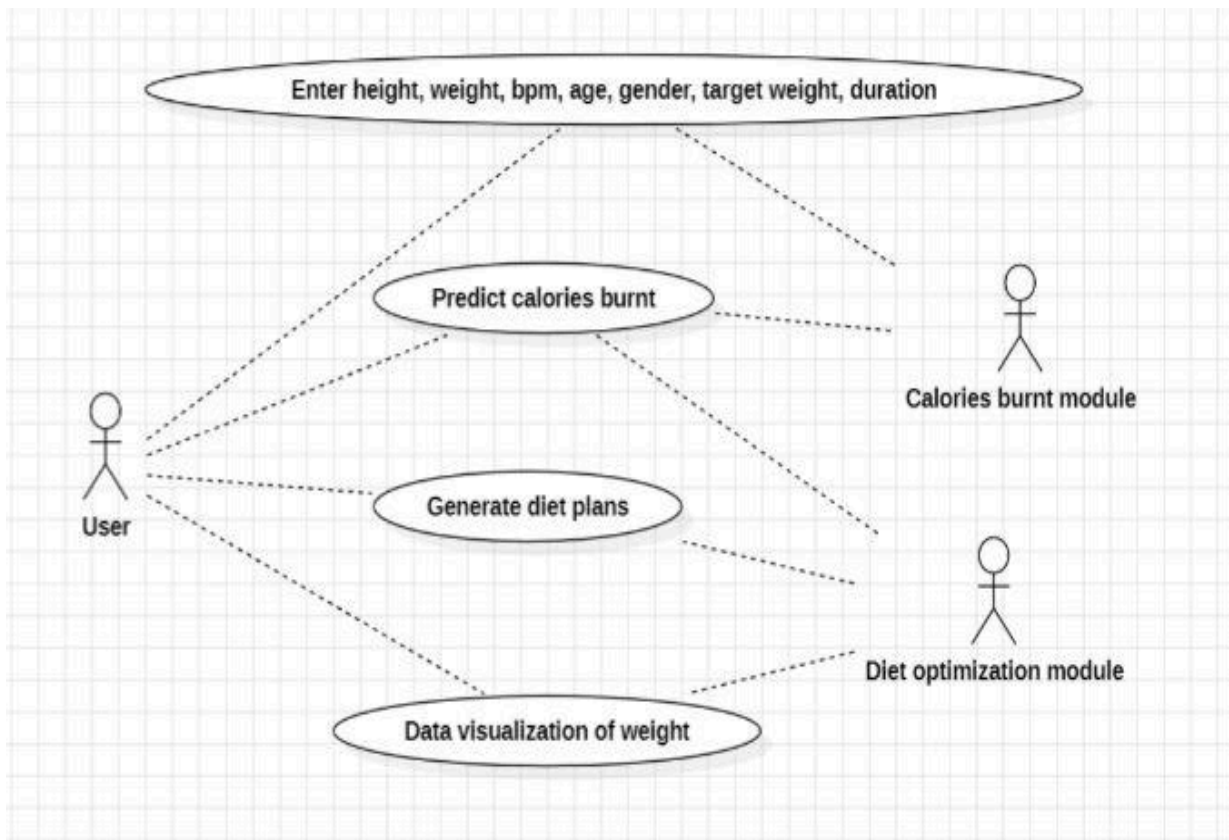 Enter height, weight, bpm, age, gender, target weight, duration
Predict calories burnt
Calories burnt module
Generate diet plans
User
Diet optimization module
Data visualization of weight